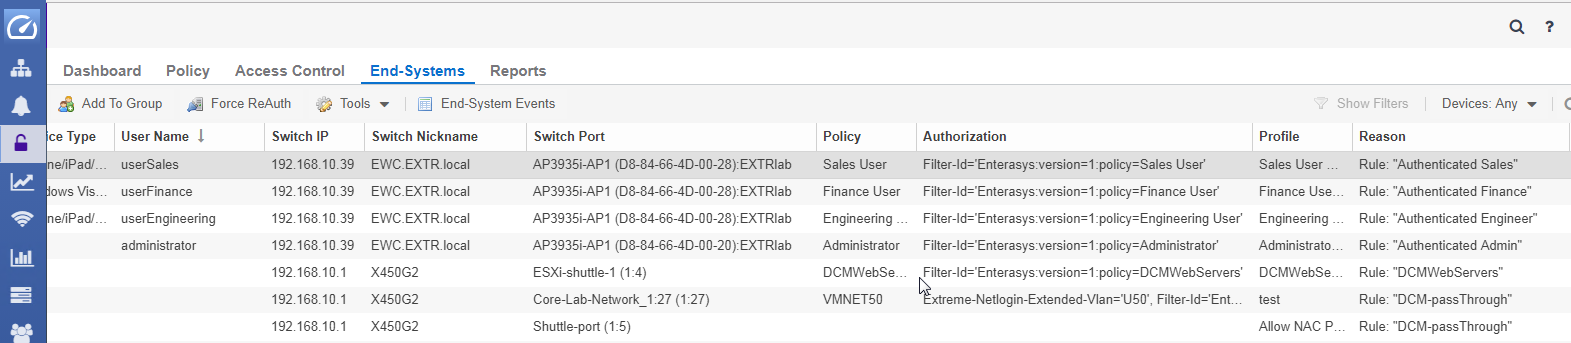 ?
Dashboard Policy Access Control End-Systems Reports
Add To Group Force ReAuth Tools End-System Events Show Filters Devices: Any
ice Type User Name Switch IP Switch Nickname Switch Port Policy Authorization Profile Reason
ne/iPad/... userSales 192.168.10.39 EWC.EXTR.local AP3935i-AP1 (D8-84-66-4D-00-28):EXTRlab Sales User Filter-Id='Enterasys:version=1:policy=Sales User' Sales User ... Rule: "Authenticated Sales"
dows Vis... userFinance 192.168.10.39 EWC.EXTR.local AP3935i-AP1 (D8-84-66-4D-00-28):EXTRlab Finance User Filter-Id='Enterasys:version=1:policy=Finance User' Finance Use... Rule: "Authenticated Finance"
ne/iPad/... userEngineering 192.168.10.39 EWC.EXTR.local AP3935i-AP1 (D8-84-66-4D-00-28):EXTRlab Engineering ... Filter-Id='Enterasys:version=1:policy=Engineering User' Engineering ... Rule: "Authenticated Engineer"
administrator 192.168.10.39 EWC.EXTR.local AP3935i-AP1 (D8-84-66-4D-00-20):EXTRlab Administrator Filter-Id='Enterasys:version=1:policy=Administrator' Administrato... Rule: "Authenticated Admin"
192.168.10.1 X450G2 ESXi-shuttle-1 (1:4) DCMWebSe... Filter-Id='Enterasys:version=1:policy=DCMWebServers' DCMWebSe... Rule: "DCMWebServers"
192.168.10.1 X450G2 Core-Lab-Network_1:27 (1:27) VMNET50 Extreme-Netlogin-Extended-Vlan='U50', Filter-Id='Ent... test Rule: "DCM-passThrough"
192.168.10.1 X450G2 Shuttle-port (1:5) Allow NAC P... Rule: "DCM-passThrough"